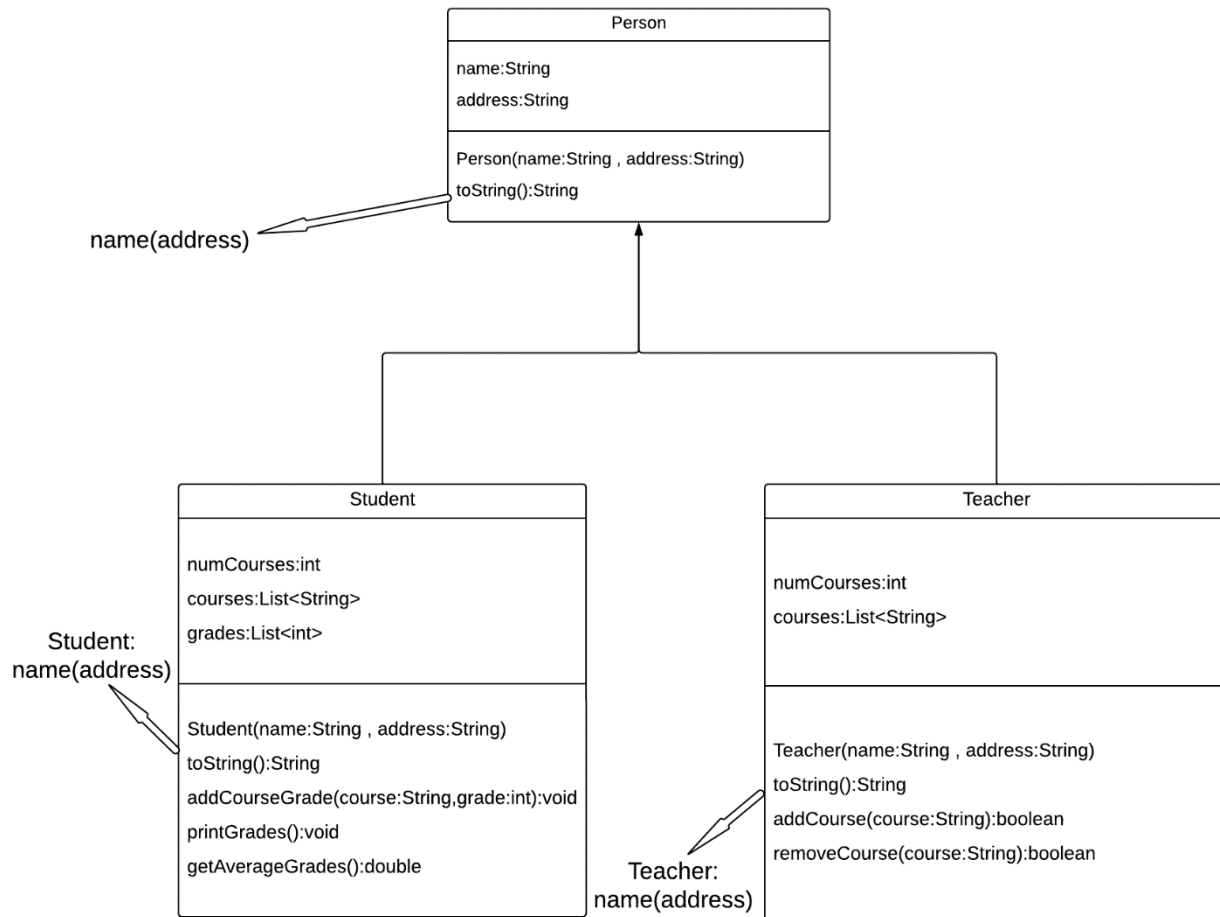 Person
name:String
address:String
Person(name:String , address:String)
toString():String
name(address)
Student
numCourses:int
courses:List<String>
grades:List<int>
Student:
name(address)
Student(name:String , address:String)
toString():String
addCourseGrade(course:String,grade:int):void
printGrades():void
getAverageGrades():double
Teacher
numCourses:int
courses:List<String>
Teacher(name:String , address:String)
toString():String
addCourse(course:String):boolean
removeCourse(course:String):boolean
Teacher:
name(address)